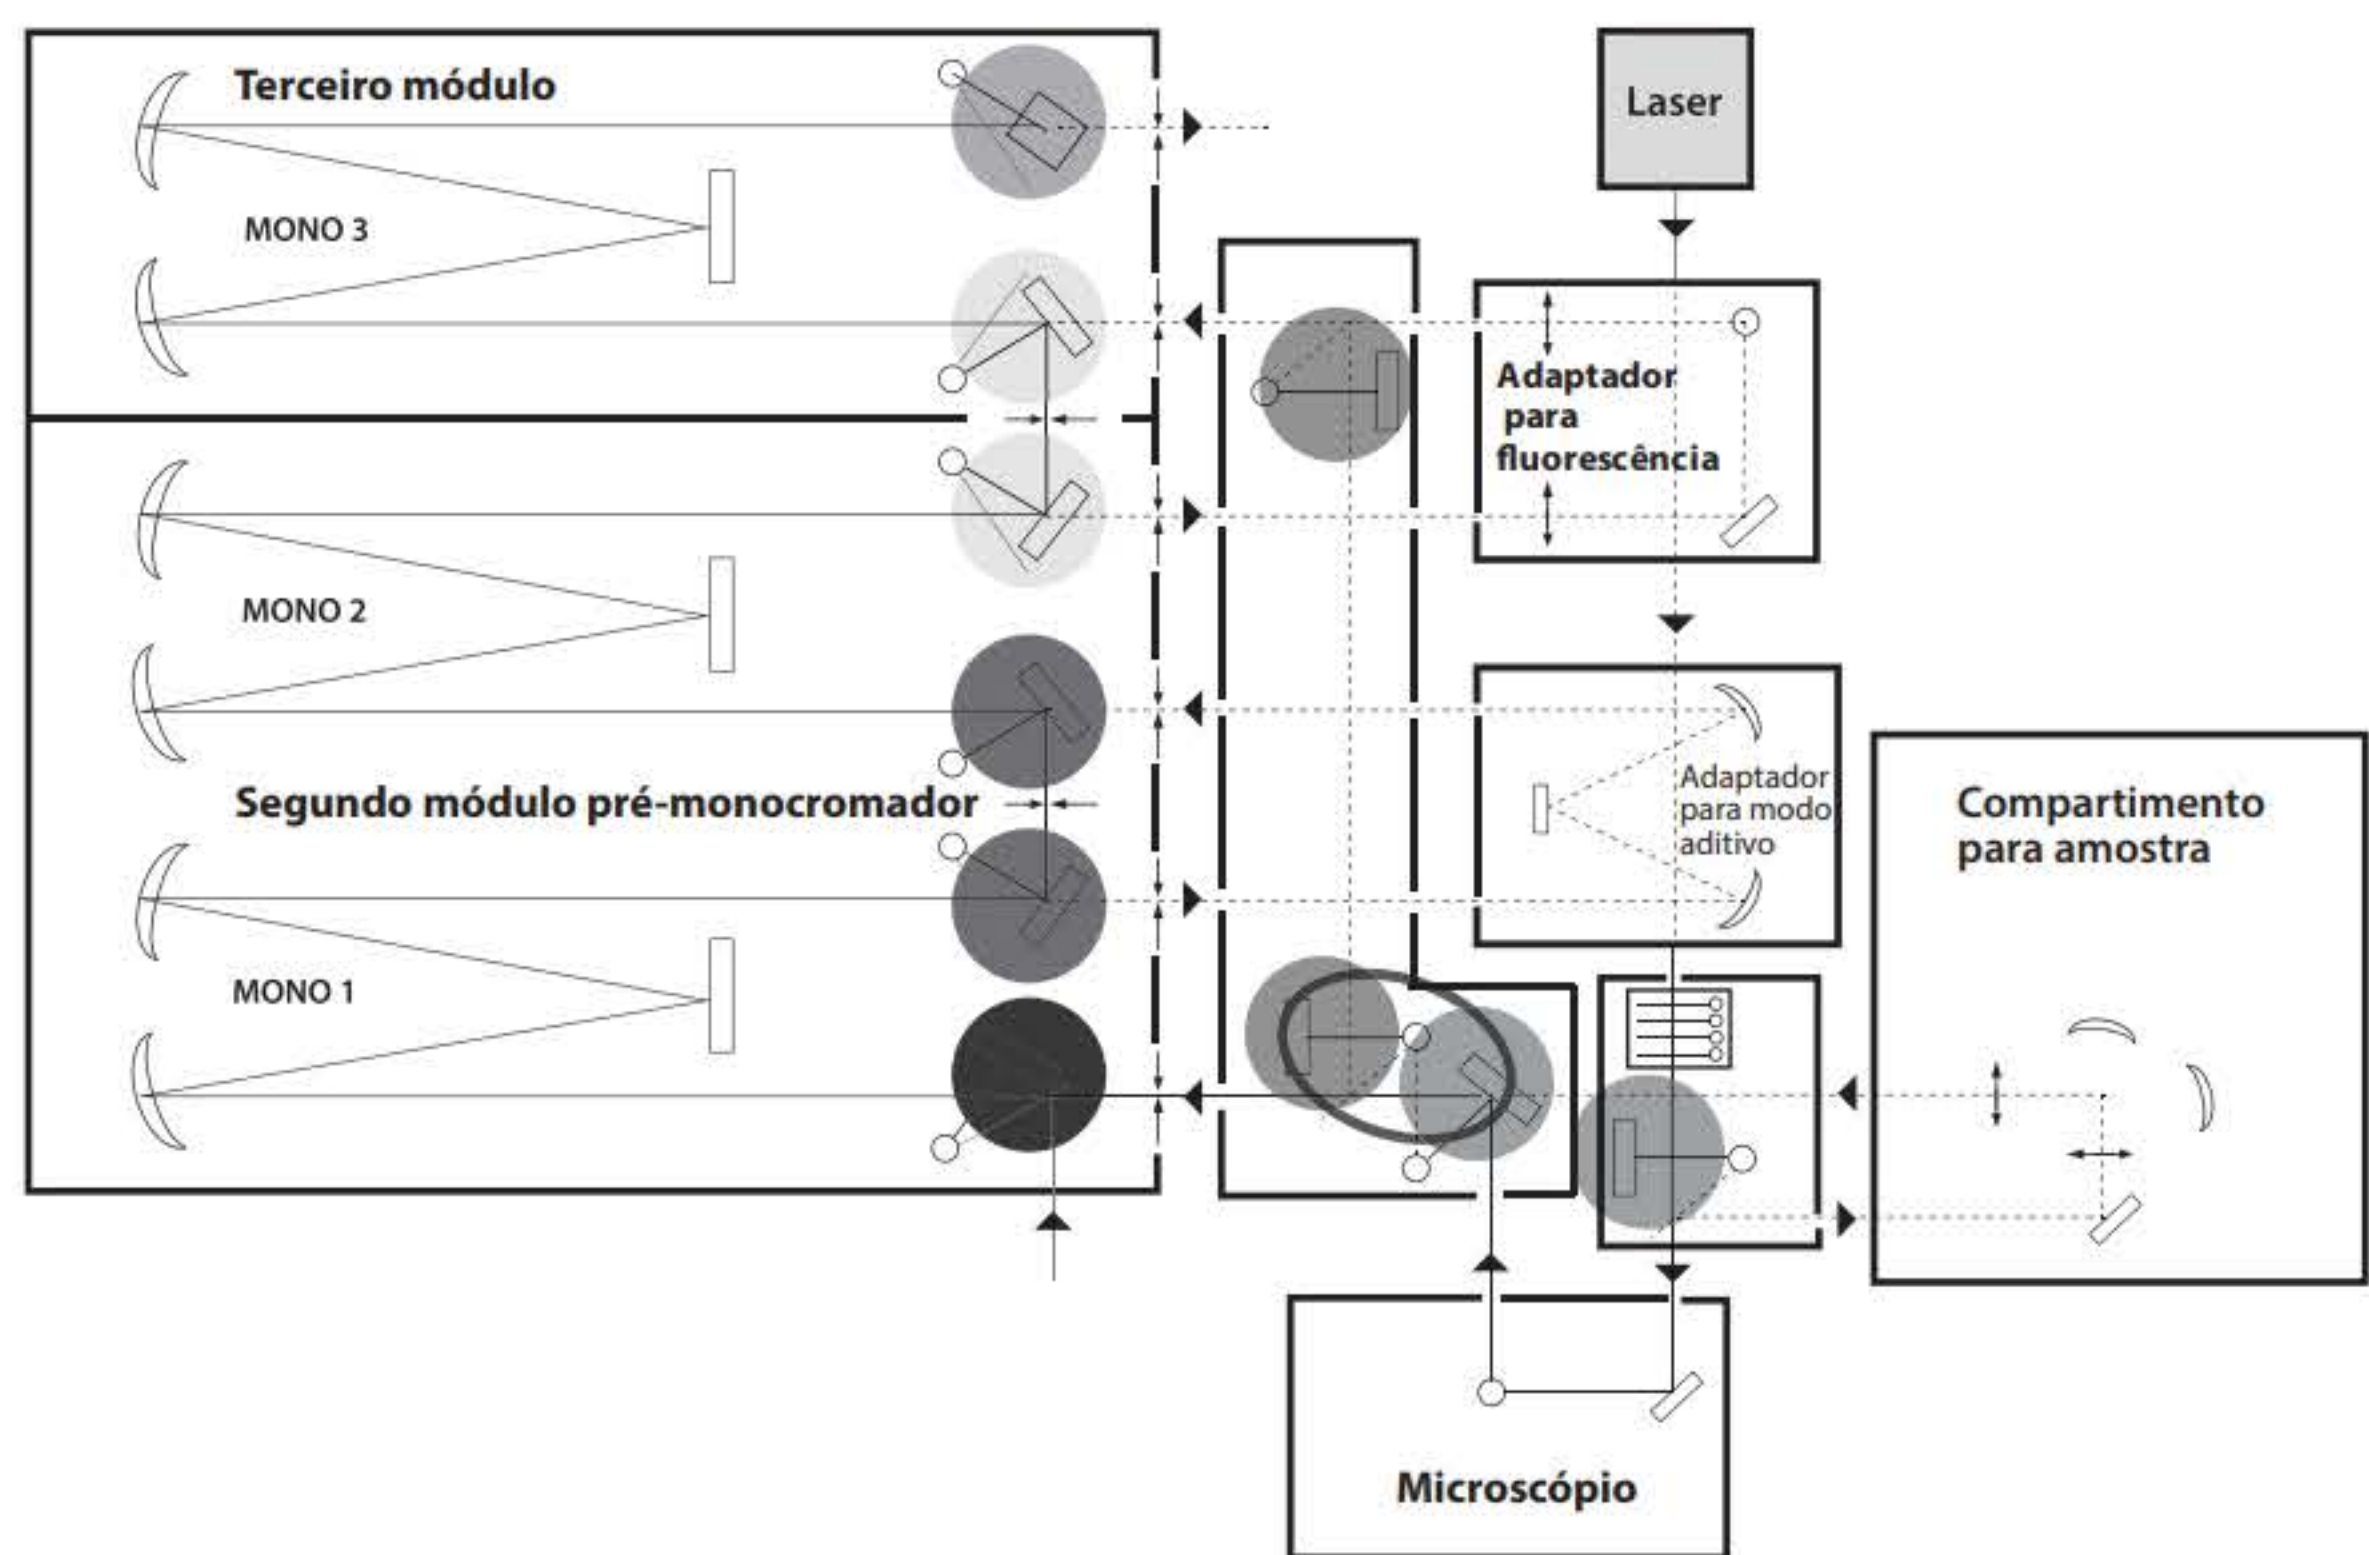 Terceiro módulo
MONO 3
Laser
Adaptador
para
fluorescência
MONO 2
Segundo módulo pré-monocromador
MONO 1
Adaptador
para modo
aditivo
Compartimento
para amostra
Microscópio